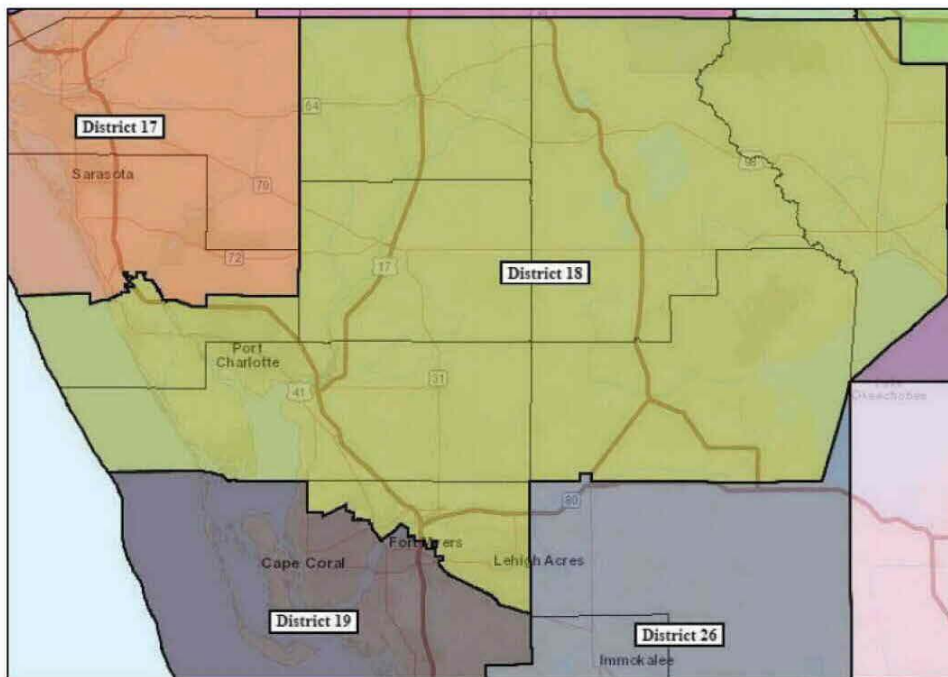 64
District 17
98
Sarasota
70
72
17
District 18
Port
Charlotte
31
41
Okeechobee
80
Fort Myers
Cape Coral
Lehigh Acres
District 19
District 26
Immokalee